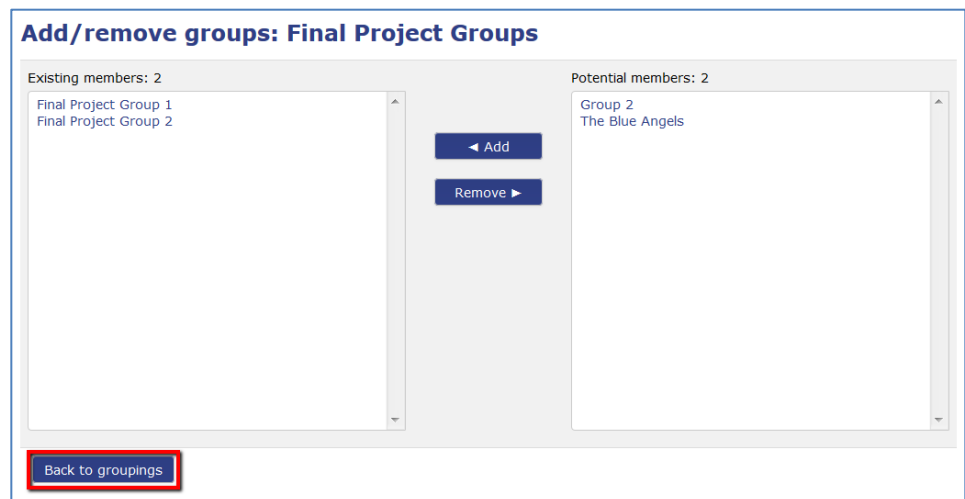 Add/remove groups: Final Project Groups
Existing members: 2
Final Project Group 1
Final Project Group 2
◄ Add
Remove ►
Potential members: 2
Group 2
The Blue Angels
Back to groupings